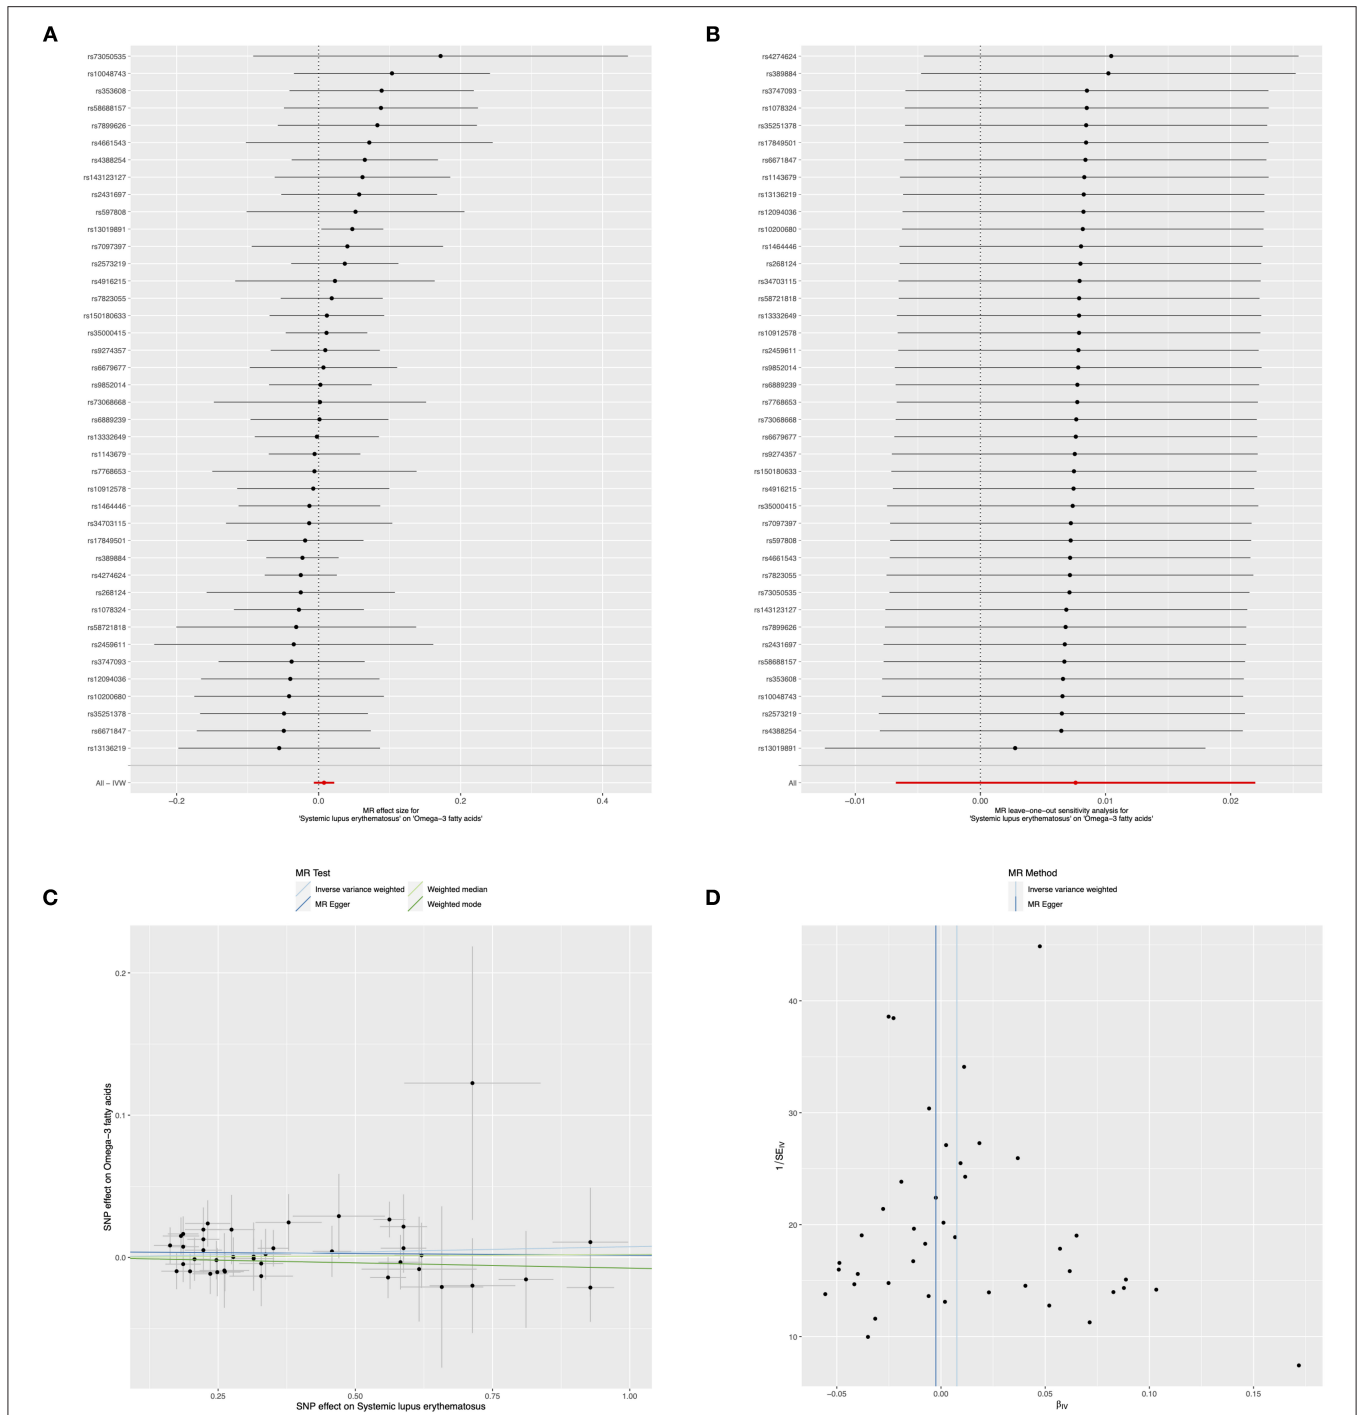 A
rs73050535
rs10048743
rs353608
rs58688157
rs7899626
rs4661543
rs4388254
rs143123127
rs2431697
rs597808
rs13019891
rs7097397
rs2573219
rs4916215
rs7823055
rs150180633
rs35000415
rs9274357
rs6679677
rs9852014
rs73068668
rs6889239
rs13332649
rs1143679
rs7768653
rs10912578
rs1464446
rs34703115
rs17849501
rs389884
rs4274624
rs268124
rs1078324
rs58721818
rs2459611
rs3747093
rs12094036
rs10200680
rs35251378
rs6671847
rs13136219
All − IVW
−0.2 0.0 0.2 0.4
MR effect size for
'Systemic lupus erythematosus' on 'Omega−3 fatty acids'
B
rs4274624
rs389884
rs3747093
rs1078324
rs35251378
rs17849501
rs6671847
rs1143679
rs13136219
rs12094036
rs10200680
rs1464446
rs268124
rs34703115
rs58721818
rs13332649
rs10912578
rs2459611
rs9852014
rs6889239
rs7768653
rs73068668
rs6679677
rs9274357
rs150180633
rs4916215
rs35000415
rs7097397
rs597808
rs4661543
rs7823055
rs73050535
rs143123127
rs7899626
rs2431697
rs58688157
rs353608
rs10048743
rs2573219
rs4388254
rs13019891
All
−0.01 0.00 0.01 0.02
MR leave−one−out sensitivity analysis for
'Systemic lupus erythematosus' on 'Omega−3 fatty acids'
C
MR Test
Inverse variance weighted Weighted median
MR Egger Weighted mode
SNP effect on Omega−3 fatty acids
0.2
0.1
0.0
0.25 0.50 0.75 1.00
SNP effect on Systemic lupus erythematosus
D
MR Method
Inverse variance weighted
MR Egger
1/SEIV
40
30
20
10
−0.05 0.00 0.05 0.10 0.15
βIV